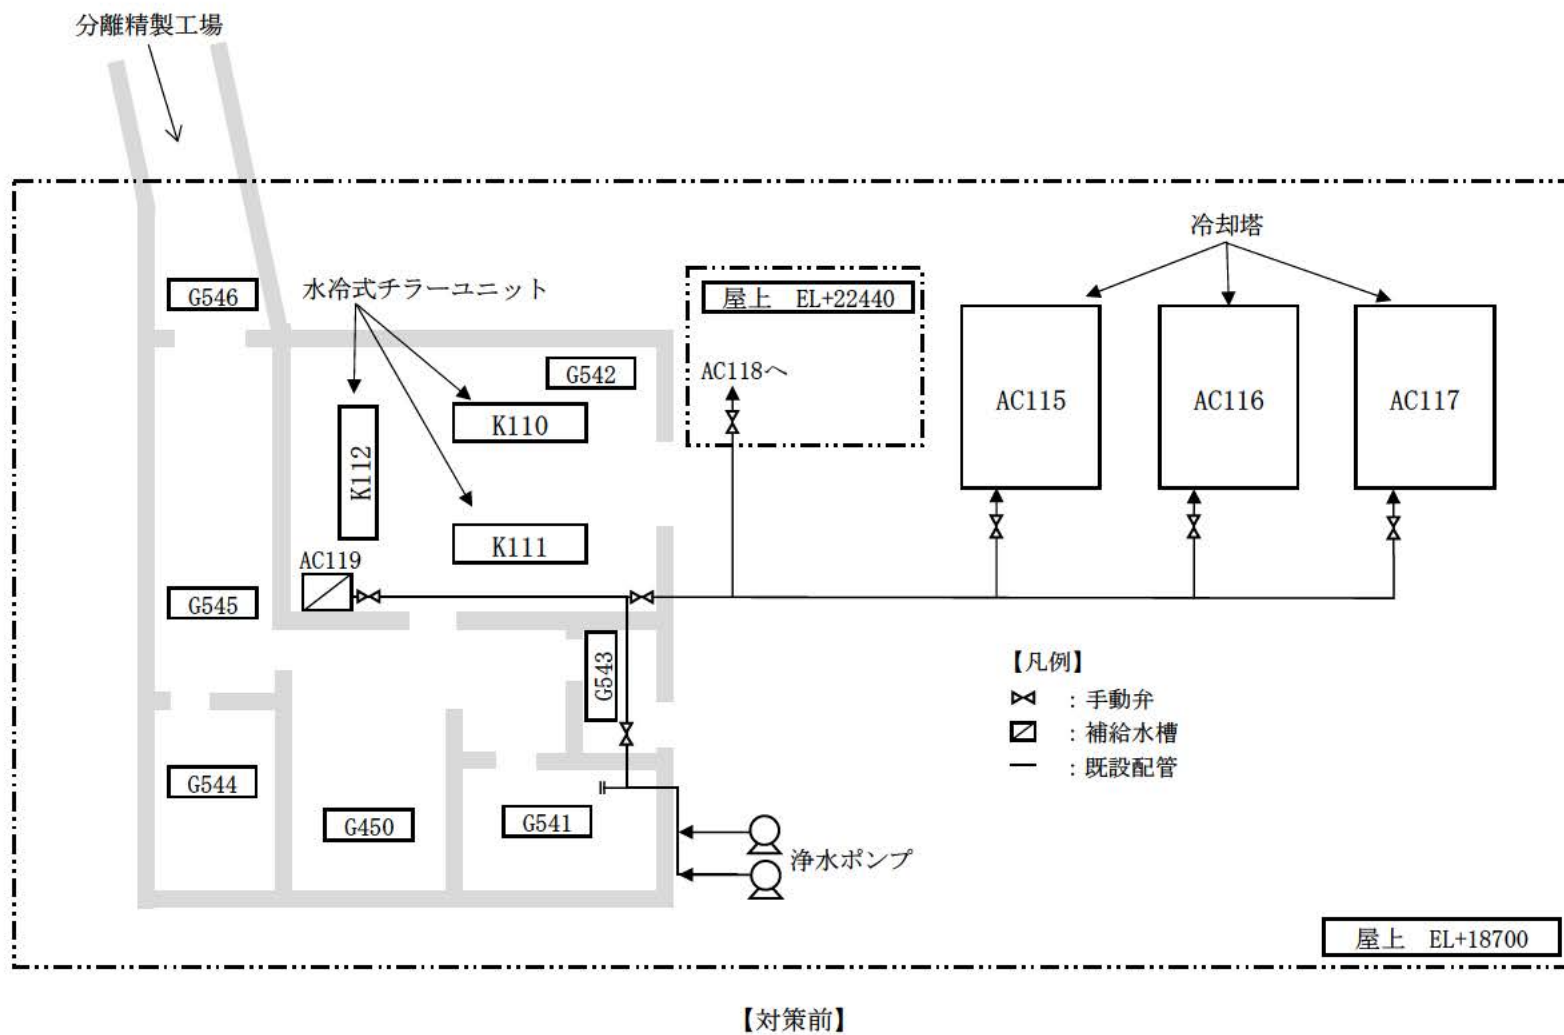 分離精製工場
冷却塔
G546
水冷式チラーユニット
屋上 EL+22440
G542
AC118へ
AC115
AC116
AC117
K110
K112
K111
AC119
G545
G543
【凡例】
：手動弁
：補給水槽
：既設配管
G544
G450
G541
浄水ポンプ
屋上 EL+18700
【対策前】